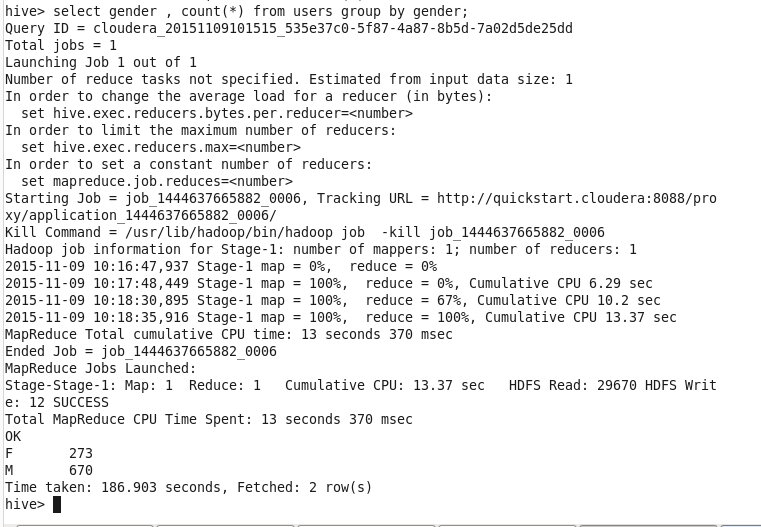 hive> select gender , count(*) from users group by gender;
Query ID = cloudera_20151109101515_535e37c0-5f87-4a87-8b5d-7a02d5de25dd
Total jobs = 1
Launching Job 1 out of 1
Number of reduce tasks not specified. Estimated from input data size: 1
In order to change the average load for a reducer (in bytes):
  set hive.exec.reducers.bytes.per.reducer=<number>
In order to limit the maximum number of reducers:
  set hive.exec.reducers.max=<number>
In order to set a constant number of reducers:
  set mapreduce.job.reduces=<number>
Starting Job = job_1444637665882_0006, Tracking URL = http://quickstart.cloudera:8088/pro
xy/application_1444637665882_0006/
Kill Command = /usr/lib/hadoop/bin/hadoop job  -kill job_1444637665882_0006
Hadoop job information for Stage-1: number of mappers: 1; number of reducers: 1
2015-11-09 10:16:47,937 Stage-1 map = 0%,  reduce = 0%
2015-11-09 10:17:48,449 Stage-1 map = 100%,  reduce = 0%, Cumulative CPU 6.29 sec
2015-11-09 10:18:30,895 Stage-1 map = 100%,  reduce = 67%, Cumulative CPU 10.2 sec
2015-11-09 10:18:35,916 Stage-1 map = 100%,  reduce = 100%, Cumulative CPU 13.37 sec
MapReduce Total cumulative CPU time: 13 seconds 370 msec
Ended Job = job_1444637665882_0006
MapReduce Jobs Launched:
Stage-Stage-1: Map: 1  Reduce: 1   Cumulative CPU: 13.37 sec   HDFS Read: 29670 HDFS Writ
e: 12 SUCCESS
Total MapReduce CPU Time Spent: 13 seconds 370 msec
OK
F       273
M       670
Time taken: 186.903 seconds, Fetched: 2 row(s)
hive>